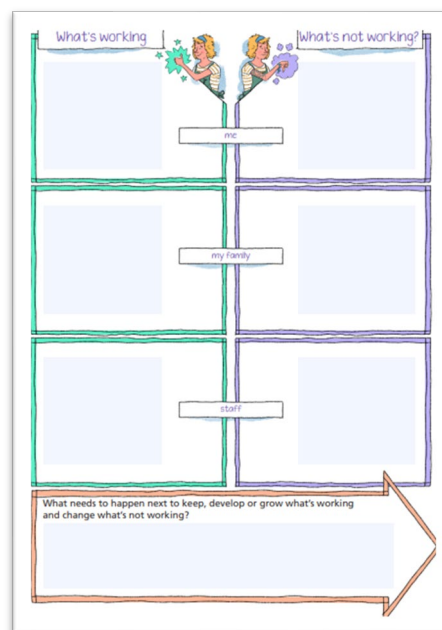 What's working
What's not working?
me
my family
staff
What needs to happen next to keep, develop or grow what's working
and change what's not working?